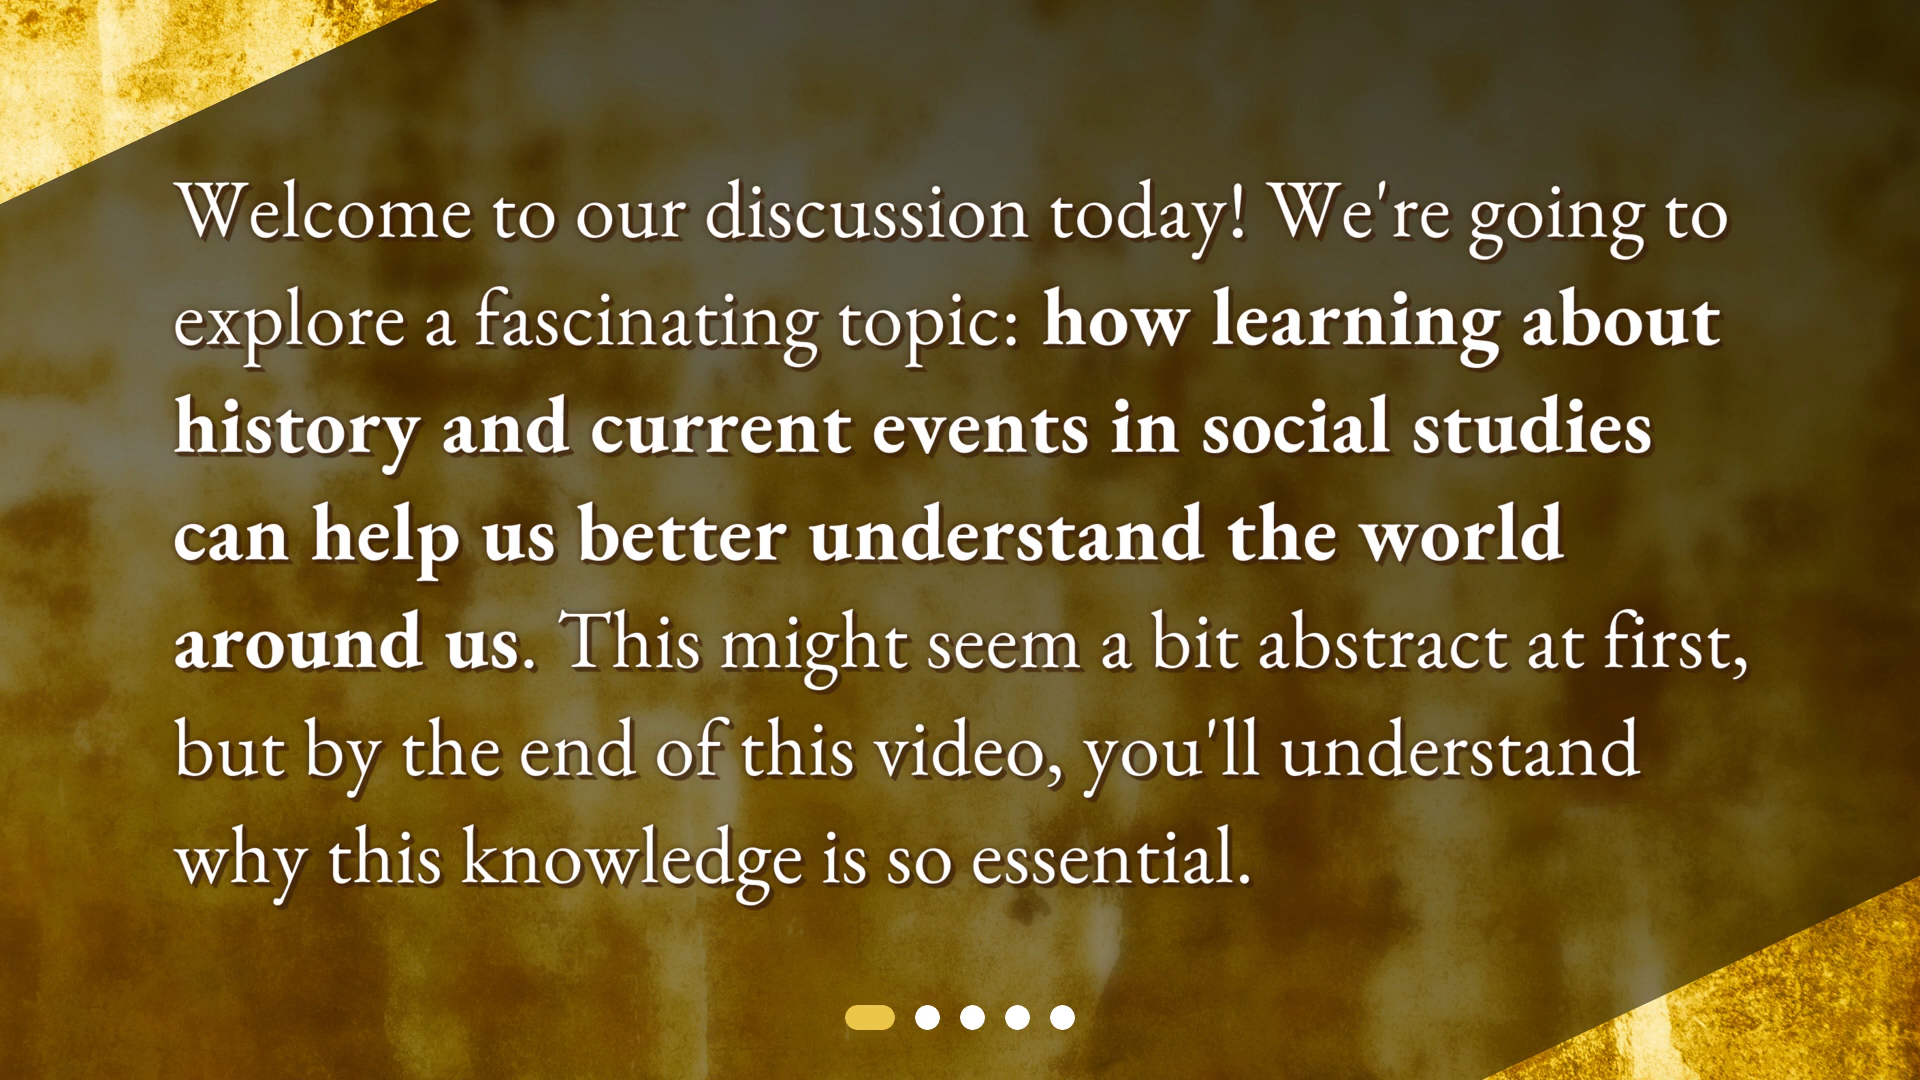 Welcome to our discussion today! We're going to
explore a fascinating topic: how learning about
history and current events in social studies
can help us better understand the world
around us. This might seem a bit abstract at first,
but by the end of this video, you'll understand
why this knowledge is so essential.